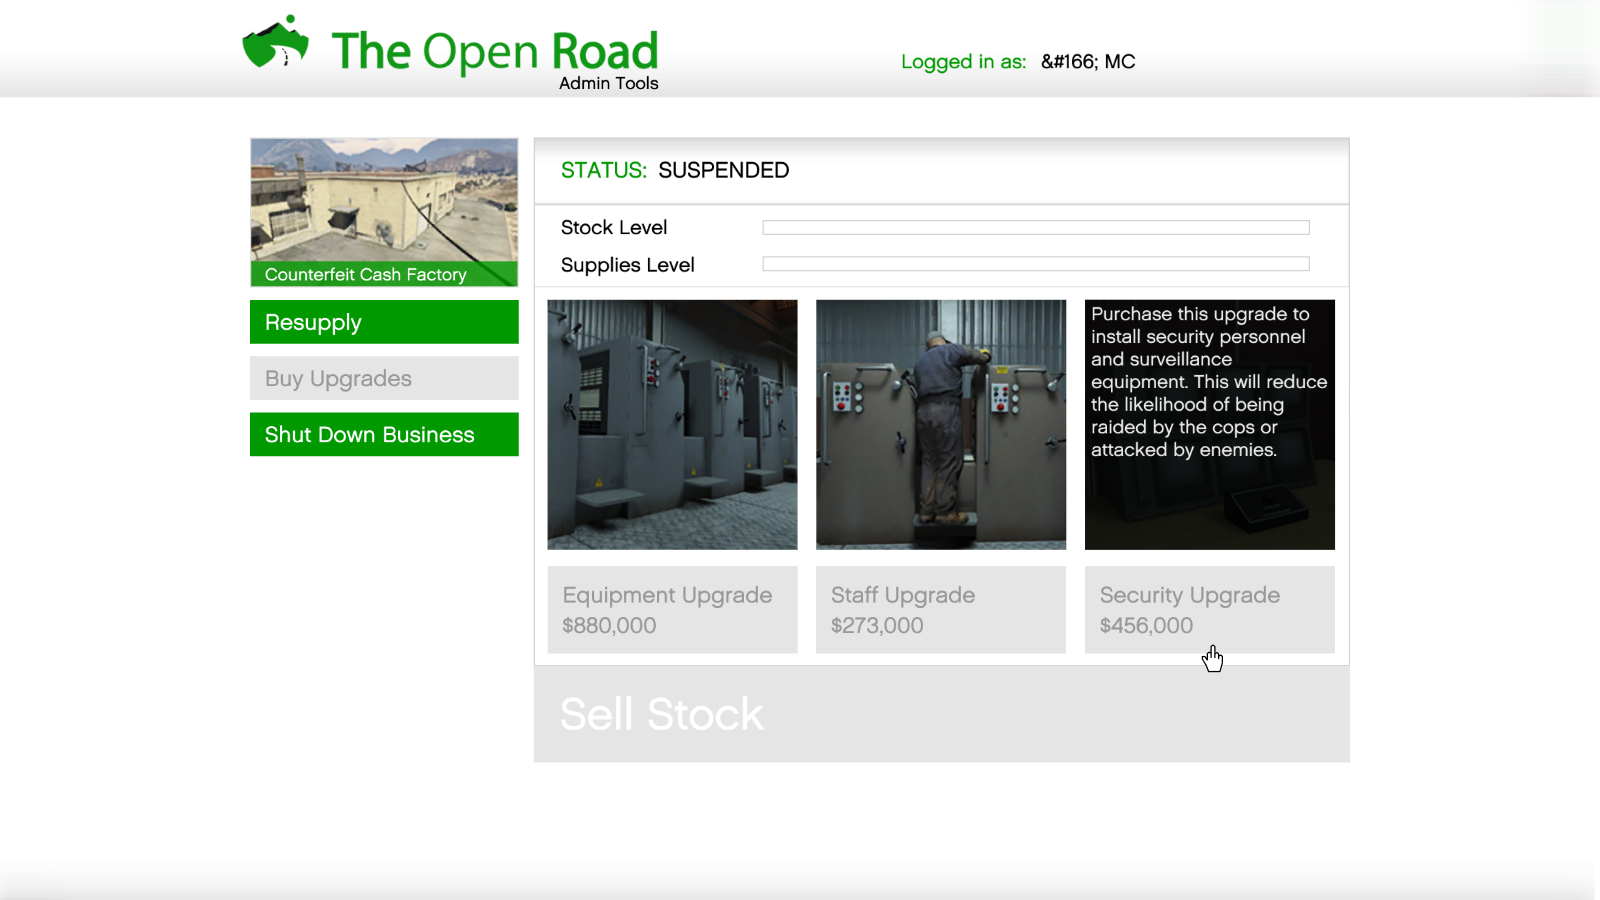 The Open Road
Admin Tools
Logged in as: &#166; MC
Counterfeit Cash Factory
Resupply
Buy Upgrades
Shut Down Business
STATUS: SUSPENDED
Stock Level
Supplies Level
Purchase this upgrade to
install security personnel
and surveillance
equipment. This will reduce
the likelihood of being
raided by the cops or
attacked by enemies.
Equipment Upgrade
$880,000
Staff Upgrade
$273,000
Security Upgrade
$456,000
Sell Stock